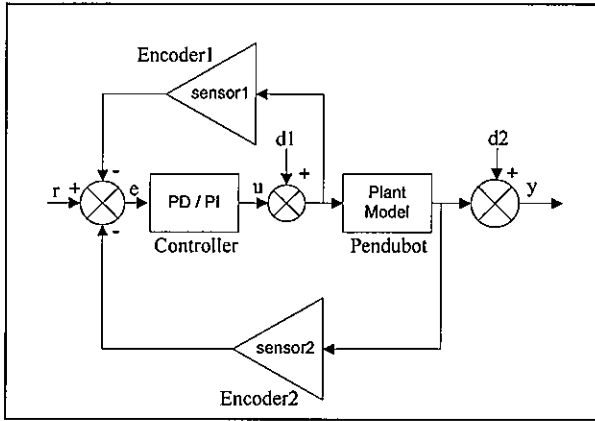 Encoder1
sensor1
d1
d2
-
+
+
r +
e
PD / PI
u
Plant
Model
y
-
Controller
Pendubot
sensor2
Encoder2